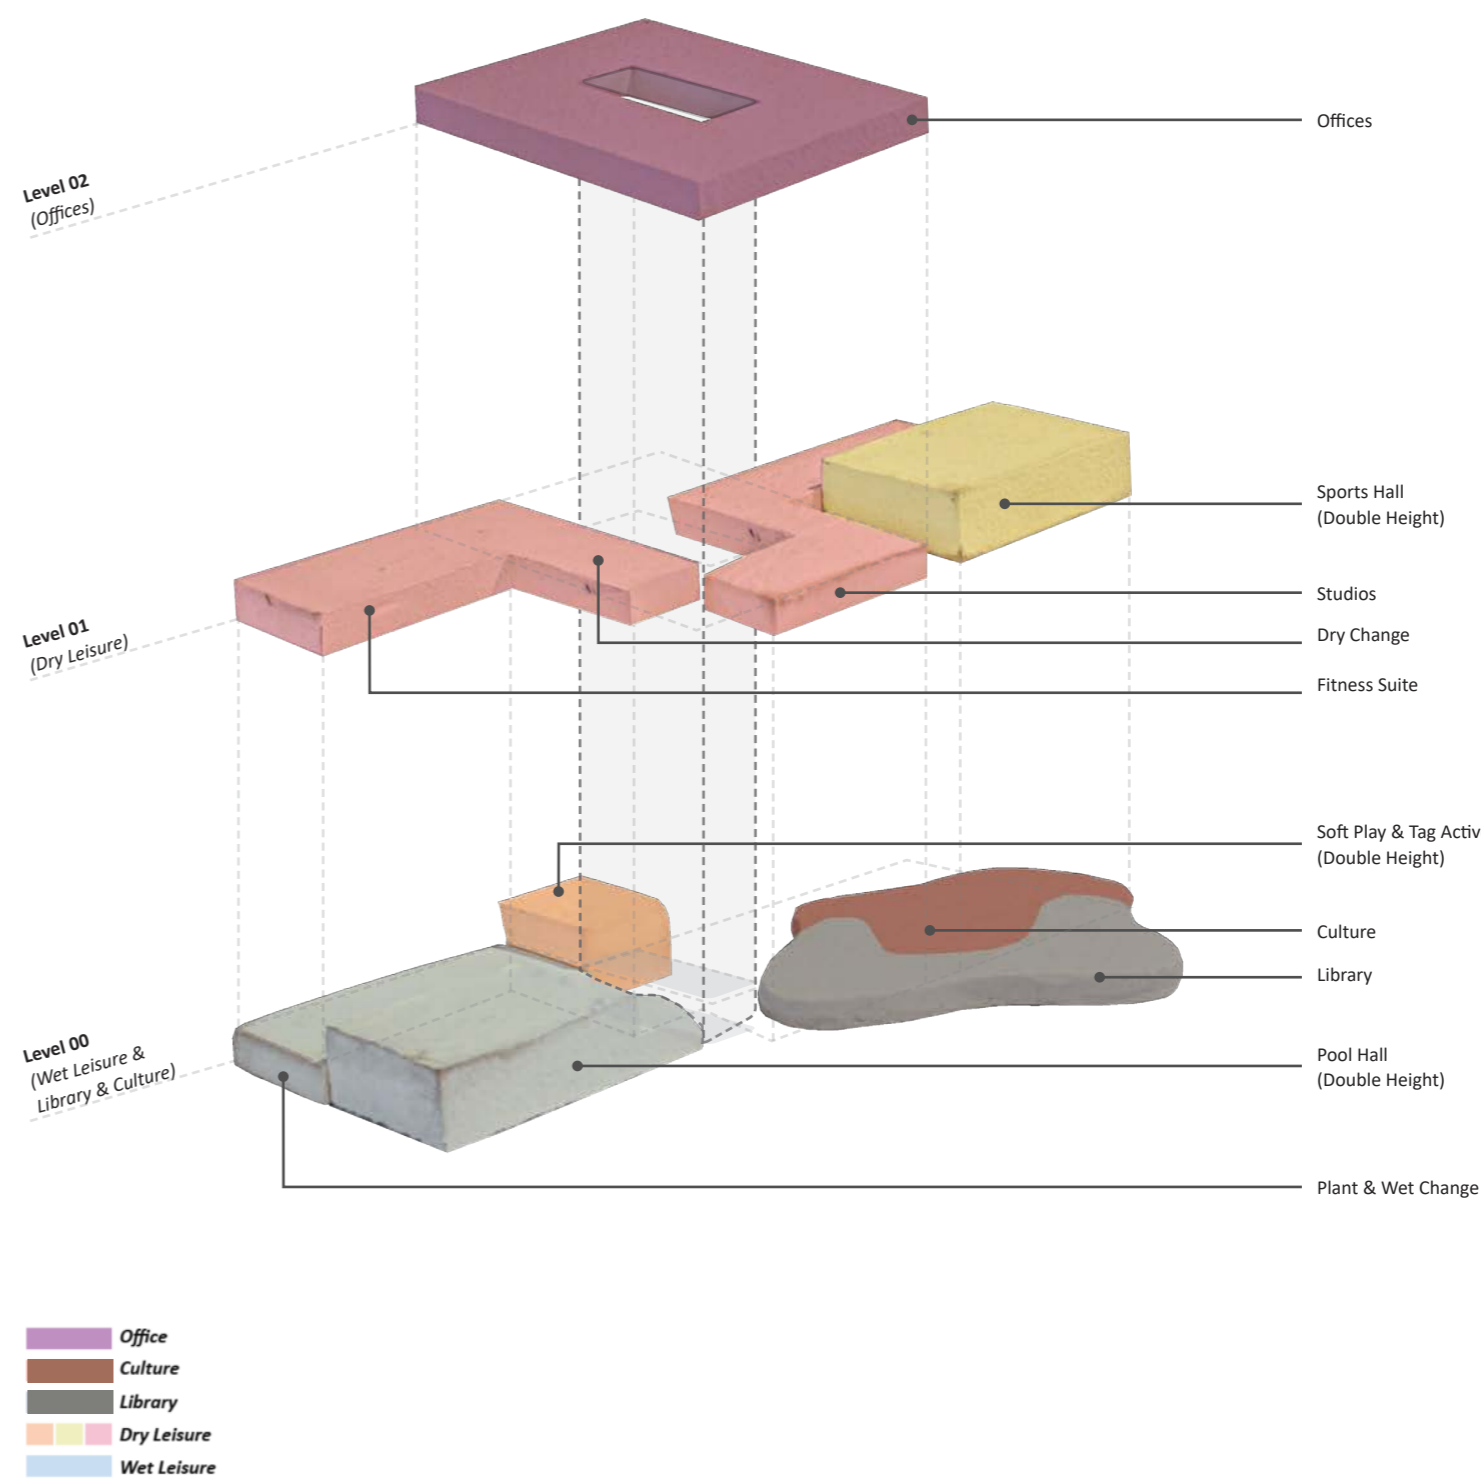 Offices
Level 02
(Offices)
Sports Hall
(Double Height)
Studios
Level 01
(Dry Leisure)
Dry Change
Fitness Suite
Soft Play & Tag Activ
(Double Height)
Culture
Library
Level 00
(Wet Leisure &
Library & Culture)
Pool Hall
(Double Height)
Plant & Wet Change
Office
Culture
Library
Dry Leisure
Wet Leisure